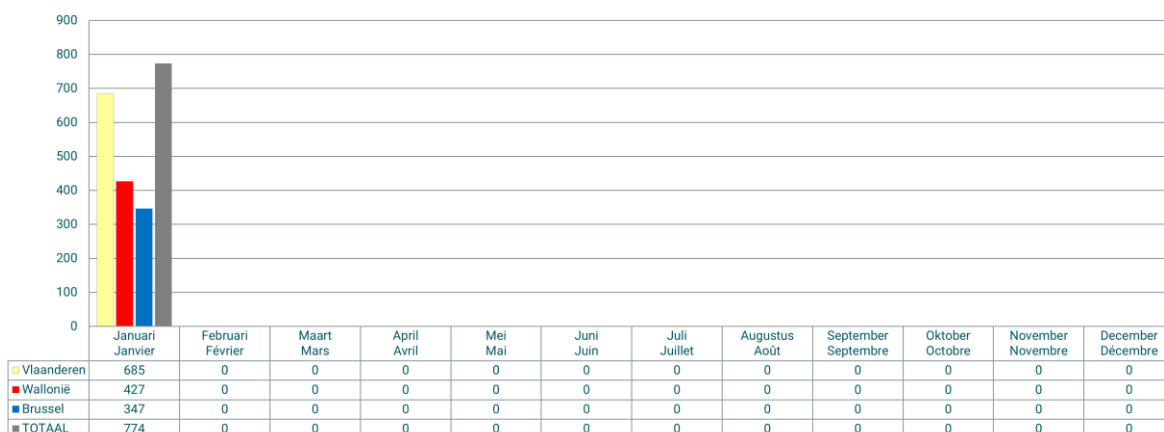 900
800
700
600
500
400
300
200
100
0
Januari Februari Maart April Mei Juni Juli Augustus September Oktober November December
Janvier Février Mars Avril Mai Juin Juillet Août Septembre Octobre Novembre Décembre
Vlaanderen 685 0 0 0 0 0 0 0 0 0 0 0
Wallonië 427 0 0 0 0 0 0 0 0 0 0 0
Brussel 347 0 0 0 0 0 0 0 0 0 0 0
TOTAAL 774 0 0 0 0 0 0 0 0 0 0 0